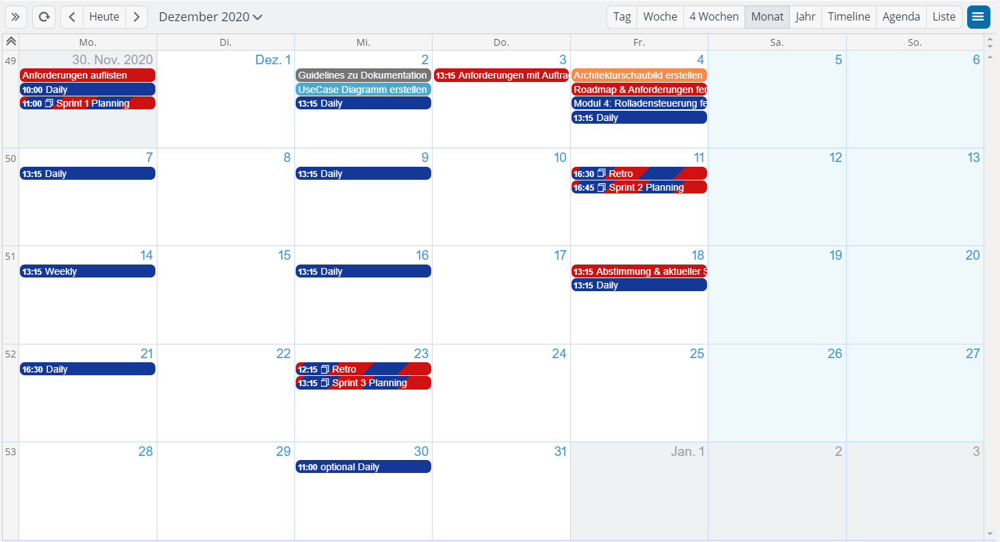 Heute Dezember 2020 Tag Woche 4 Wochen Monat Jahr Timeline Agenda Liste
Mo. Di. Mi. Do. Fr. Sa. So.
49 30. Nov. 2020 Dez. 1 2 3 4 5 6
Anforderungen auflisten
10:00 Daily
11:00 Sprint 1 Planning
Guidelines zu Dokumentation
UseCase Diagramm erstellen
13:15 Daily
13:15 Anforderungen mit Auftra
Architekturschaubild erstellen
Roadmap & Anforderungen fer
Modul 4: Rolladensteuerung fe
13:15 Daily
50 7 8 9 10 11 12 13
13:15 Daily
13:15 Daily
16:30 Retro
16:45 Sprint 2 Planning
51 14 15 16 17 18 19 20
13:15 Weekly
13:15 Daily
13:15 Abstimmung & aktueller S
13:15 Daily
52 21 22 23 24 25 26 27
16:30 Daily
12:15 Retro
13:15 Sprint 3 Planning
53 28 29 30 31 Jan. 1 2 3
11:00 optional Daily